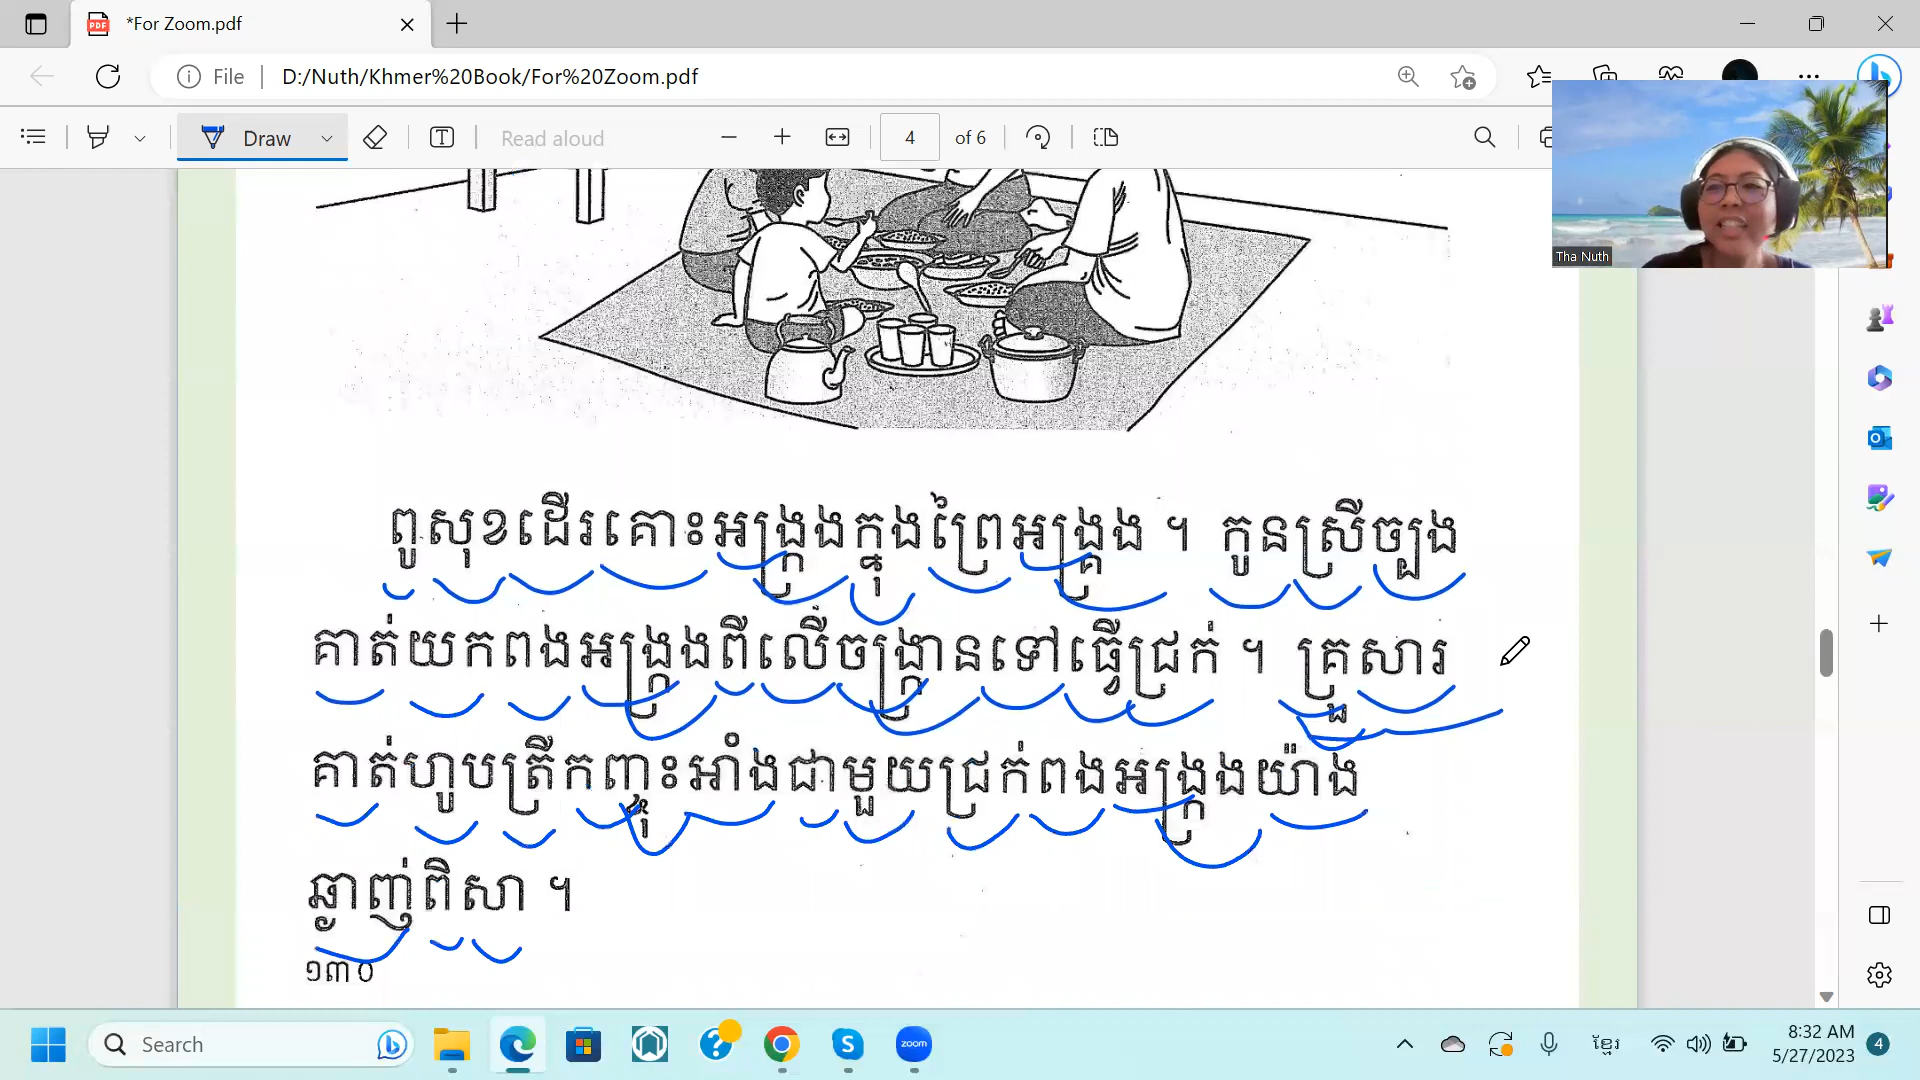 *For Zoom.pdf
File
D:/Nuth/Khmer%20Book/For%20Zoom.pdf
Draw
Read aloud
4 of 6
Tha Nuth
ពូសុខដើរគោះអង្ក្រងក្នុងព្រៃអង្ក្រង ។ កូនស្រីច្បង
គាត់យកពងអង្ក្រងពីលើចង្ក្រានទៅធ្វើជ្រក់ ។ គ្រួសារ
គាត់ហូបត្រីកញ្ចុះអាំងជាមួយជ្រក់ពងអង្ក្រងយ៉ាង
ឆ្ងាញ់ពិសា ។
១៣០
Search
zoom
ខ្មែរ
8:32 AM
5/27/2023
4